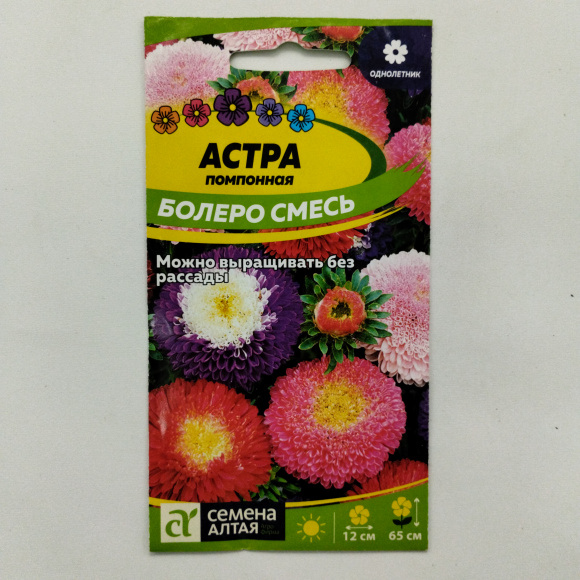 ОДНОЛЕТНИК
АСТРА
ПОМПОННАЯ
БОЛЕРО СМЕСЬ
Можно выращивать без
рассады
СЕМЕНА
АЛТАЯ
12 см
65 см